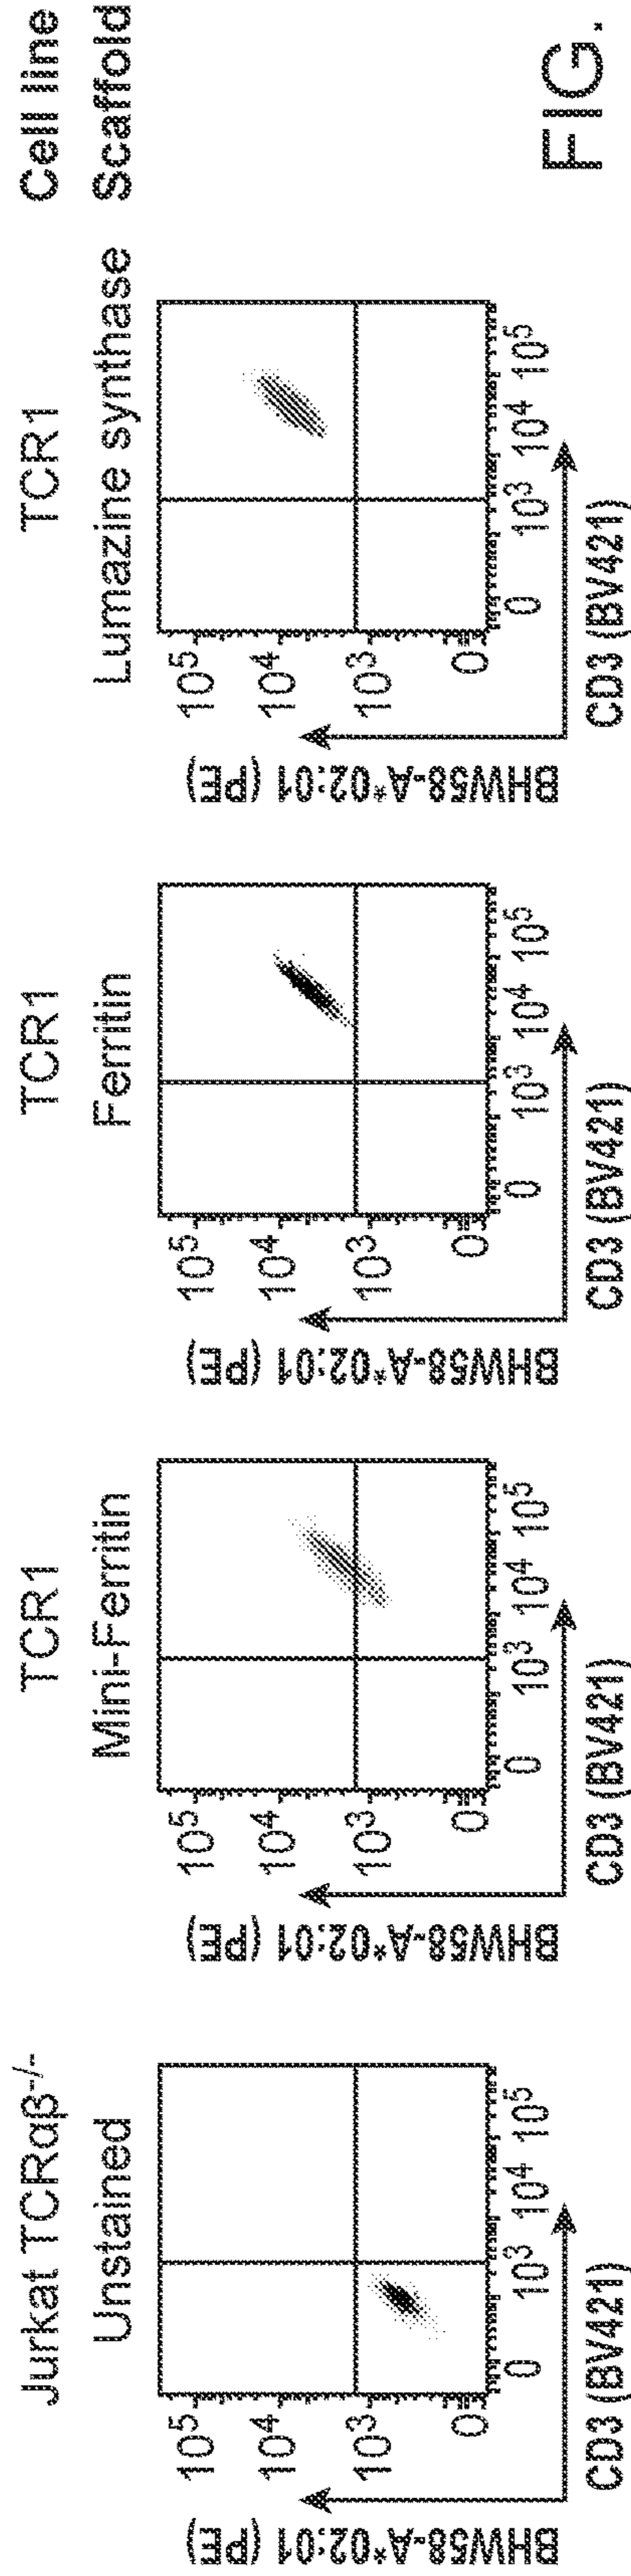 Jurkat TCRαβ⁻/⁻
Unstained
BHW58-A*02:01 (PE)
10⁵
10⁴
10³
0
0 10³ 10⁴ 10⁵
CD3 (BV421)
TCR1
Mini-Ferritin
BHW58-A*02:01 (PE)
10⁵
10⁴
10³
0
0 10³ 10⁴ 10⁵
CD3 (BV421)
TCR1
Ferritin
BHW58-A*02:01 (PE)
10⁵
10⁴
10³
0
0 10³ 10⁴ 10⁵
CD3 (BV421)
TCR1
Lumazine synthase
BHW58-A*02:01 (PE)
10⁵
10⁴
10³
0
0 10³ 10⁴ 10⁵
CD3 (BV421)
Cell line
Scaffold
FIG.